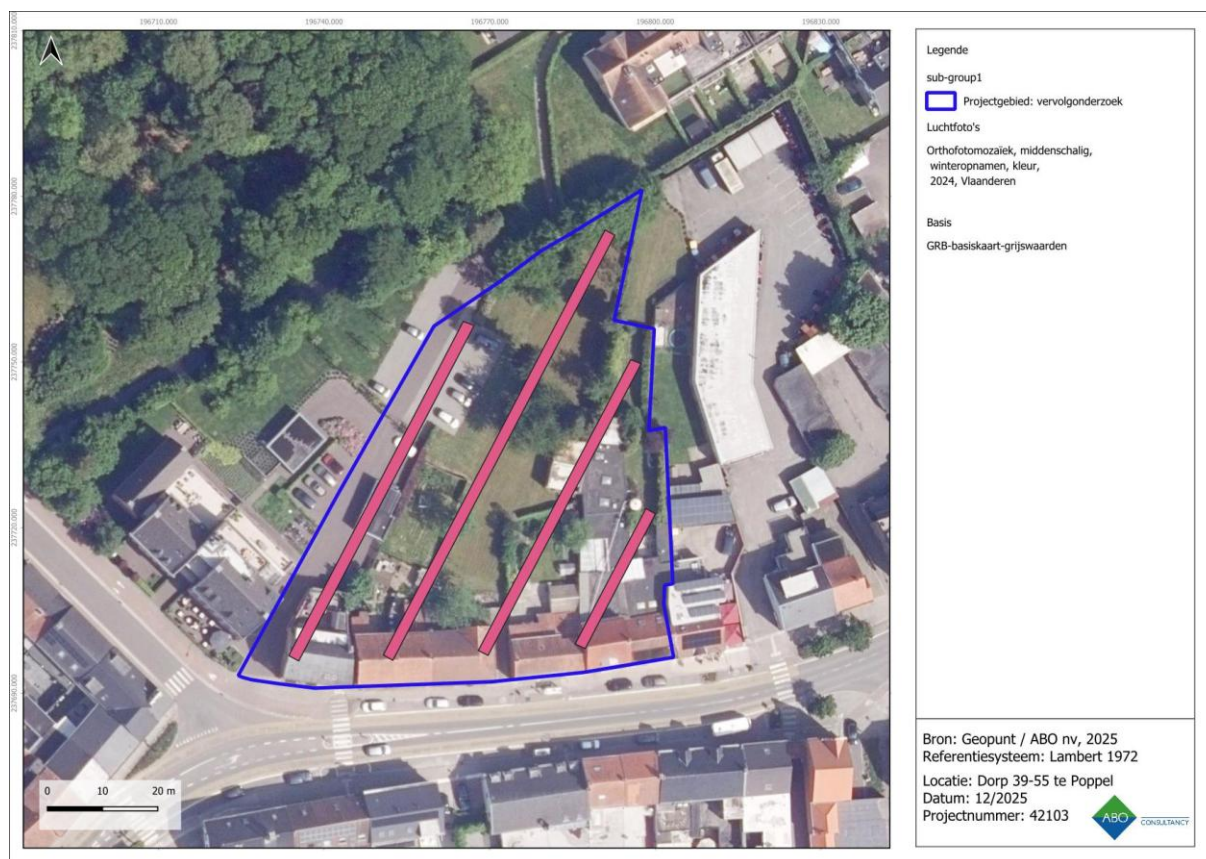 196710.000 196740.000 196770.000 196800.000 196830.000
237810.000
237780.000
237750.000
237720.000
237690.000
0 10 20 m
Legende
sub-group1
Projectgebied: vervolgonderzoek
Luchtfoto's
Orthofotomozaïek, middenschalig,
winteropnamen, kleur,
2024, Vlaanderen
Basis
GRB-basiskaart-grijswaarden
Bron: Geopunt / ABO nv, 2025
Referentiesysteem: Lambert 1972
Locatie: Dorp 39-55 te Poppel
Datum: 12/2025
Projectnummer: 42103
ABO
CONSULTANCY